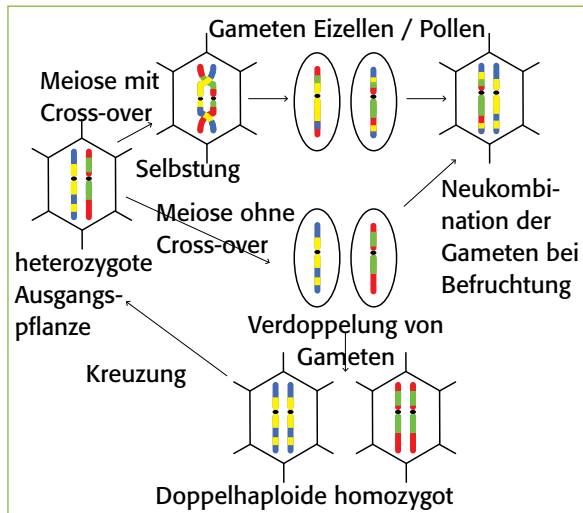 Gameten Eizellen / Pollen
Meiose mit
Cross-over
Selbstung
Meiose ohne
Cross-over
Neukombi-
nation der
Gameten bei
Befruchtung
heterozygote
Ausgangs-
pflanze
Verdoppelung von
Gameten
Kreuzung
Doppelhaploide homozygot